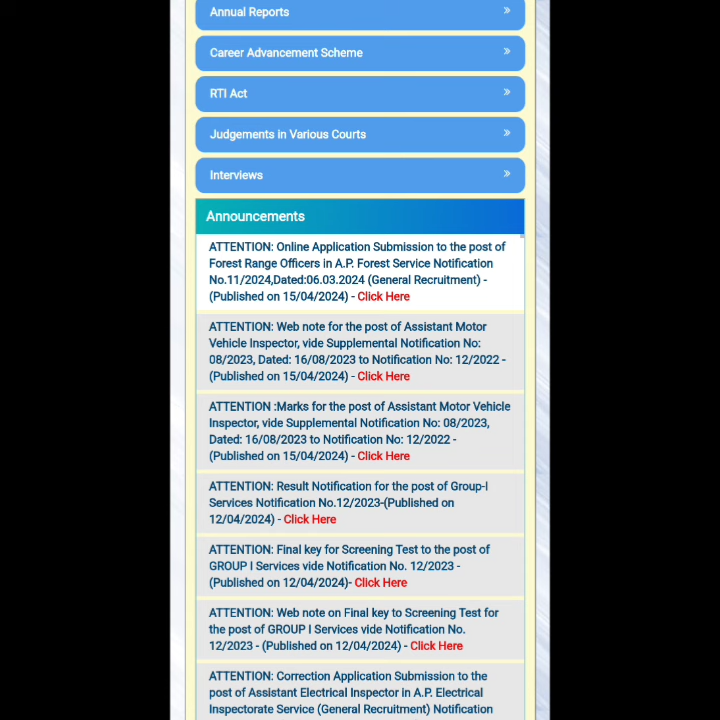 Annual Reports
Career Advancement Scheme
RTI Act
Judgements in Various Courts
Interviews
Announcements
ATTENTION: Online Application Submission to the post of
Forest Range Officers in A.P. Forest Service Notification
No.11/2024,Dated:06.03.2024 (General Recruitment) -
(Published on 15/04/2024) - Click Here
ATTENTION: Web note for the post of Assistant Motor
Vehicle Inspector, vide Supplemental Notification No:
08/2023, Dated: 16/08/2023 to Notification No: 12/2022 -
(Published on 15/04/2024) - Click Here
ATTENTION :Marks for the post of Assistant Motor Vehicle
Inspector, vide Supplemental Notification No: 08/2023,
Dated: 16/08/2023 to Notification No: 12/2022 -
(Published on 15/04/2024) - Click Here
ATTENTION: Result Notification for the post of Group-I
Services Notification No.12/2023-(Published on
12/04/2024) - Click Here
ATTENTION: Final key for Screening Test to the post of
GROUP I Services vide Notification No. 12/2023 -
(Published on 12/04/2024)- Click Here
ATTENTION: Web note on Final key to Screening Test for
the post of GROUP I Services vide Notification No.
12/2023 - (Published on 12/04/2024) - Click Here
ATTENTION: Correction Application Submission to the
post of Assistant Electrical Inspector in A.P. Electrical
Inspectorate Service (General Recruitment) Notification